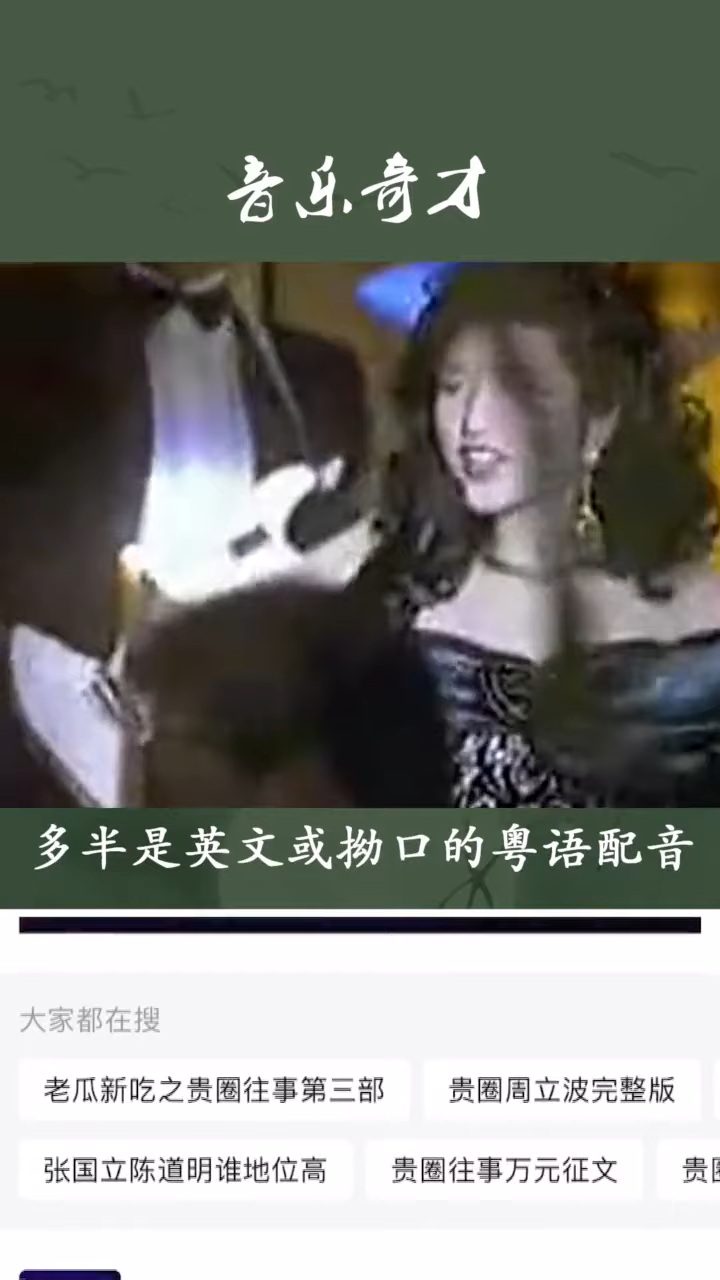 音乐奇才
多半是英文或拗口的粤语配音
大家都在搜
老瓜新吃之贵圈往事第三部
贵圈周立波完整版
张国立陈道明谁地位高
贵圈往事万元征文
贵